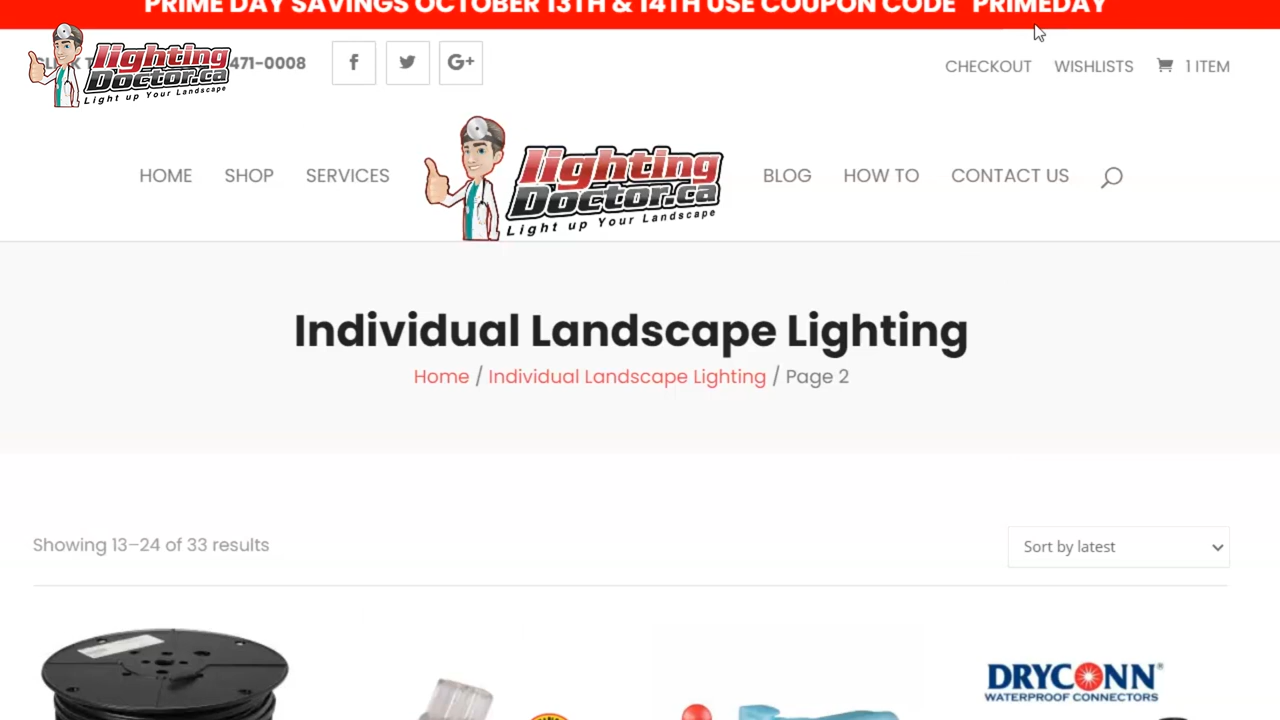 PRIME DAY SAVINGS OCTOBER 13TH & 14TH USE COUPON CODE "PRIMEDAY"
lighting
Doctor.ca
Light up Your Landscape
471-0008
f
G+
CHECKOUT
WISHLISTS
1 ITEM
HOME
SHOP
SERVICES
lighting
Doctor.ca
Light up Your Landscape
BLOG
HOW TO
CONTACT US
Individual Landscape Lighting
Home / Individual Landscape Lighting / Page 2
Showing 13–24 of 33 results
Sort by latest
DRYCONN®
WATERPROOF CONNECTORS